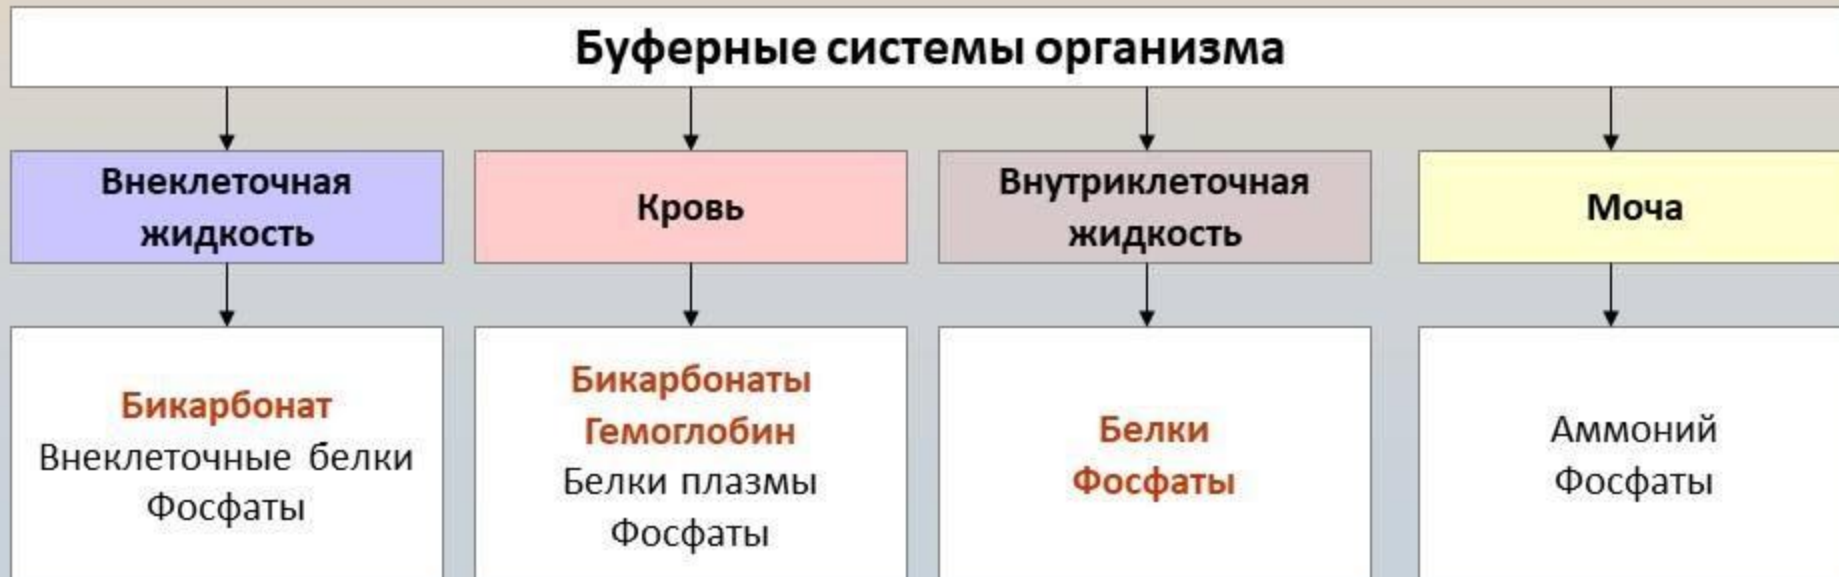 Буферные системы организма
Внеклеточная
жидкость
Кровь
Внутриклеточная
жидкость
Моча
Бикарбонат
Внеклеточные белки
Фосфаты
Бикарбонаты
Гемоглобин
Белки плазмы
Фосфаты
Белки
Фосфаты
Аммоний
Фосфаты